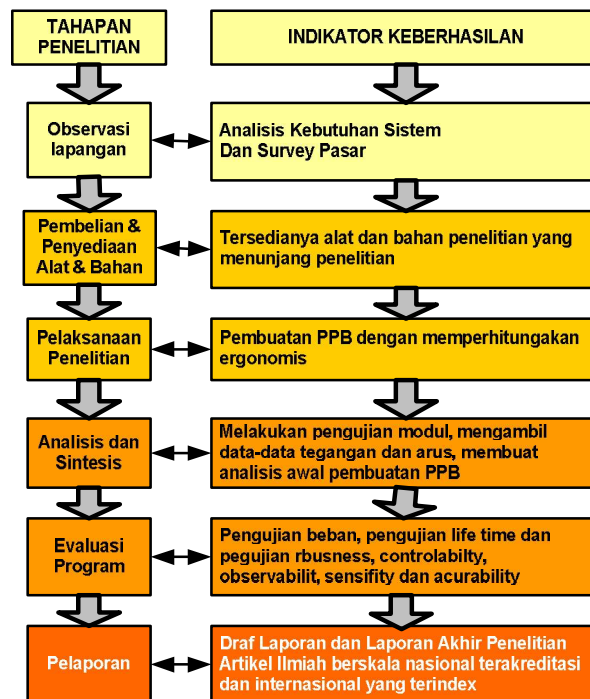 TAHAPAN
PENELITIAN
INDIKATOR KEBERHASILAN
Observasi
lapangan
Analisis Kebutuhan Sistem
Dan Survey Pasar
Pembelian &
Penyediaan
Alat & Bahan
Tersedianya alat dan bahan penelitian yang
menunjang penelitian
Pelaksanaan
Penelitian
Pembuatan PPB dengan memperhitungakan
ergonomis
Analisis dan
Sintesis
Melakukan pengujian modul, mengambil
data-data tegangan dan arus, membuat
analisis awal pembuatan PPB
Evaluasi
Program
Pengujian beban, pengujian life time dan
pegujian rbusness, controlabilty,
observabilit, sensifity dan acurability
Pelaporan
Draf Laporan dan Laporan Akhir Penelitian
Artikel Ilmiah berskala nasional terakreditasi
dan internasional yang terindex